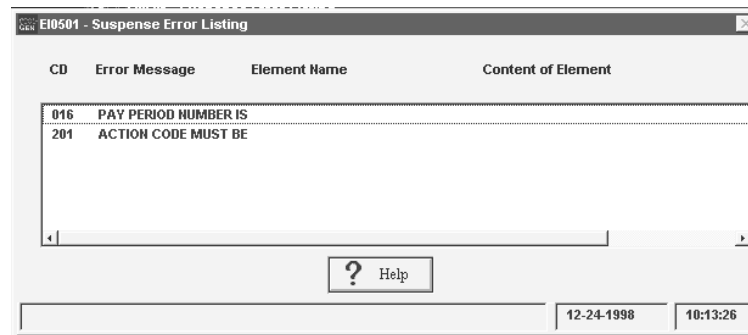 GEN EI0501 - Suspense Error Listing
CD Error Message Element Name Content of Element
016 PAY PERIOD NUMBER IS
201 ACTION CODE MUST BE
? Help
12-24-1998 10:13:26